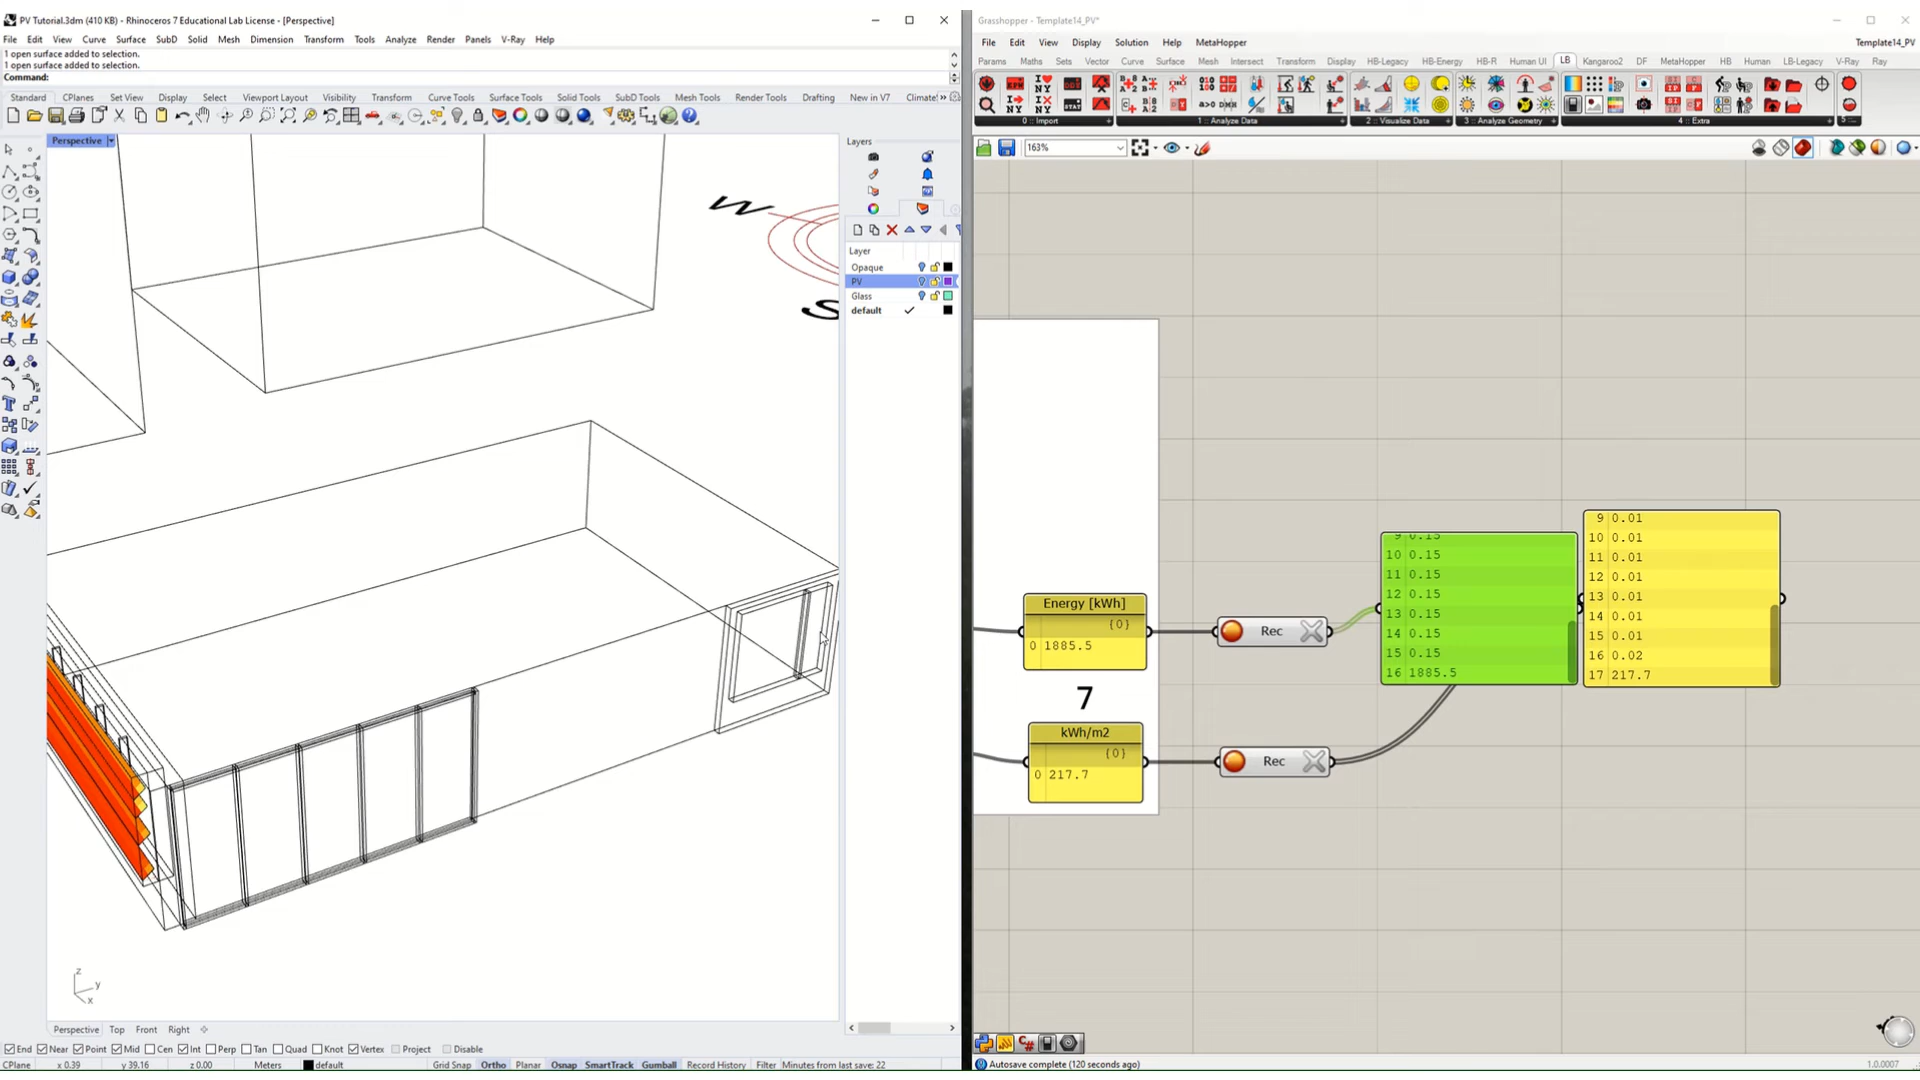 PV Tutorial.3dm (410 KB) - Rhinoceros 7 Educational Lab License - [Perspective]
File Edit View Curve Surface SubD Solid Mesh Dimension Transform Tools Analyze Render Panels V-Ray Help
1 open surface added to selection.
1 open surface added to selection.
Command:
Standard CPlanes Set View Display Select Viewport Layout Visibility Transform Curve Tools Surface Tools Solid Tools SubD Tools Mesh Tools Render Tools Drafting New in V7
Perspective
W
S
z
y
x
Layers
Layer
Opaque
PV
Glass
default
Perspective Top Front Right
End Near Point Mid Cen Int Perp Tan Quad Knot Vertex Project Disable
CPlane x 0.39 y 39.16 z 0.00 Meters default Grid Snap Ortho Planar Osnap SmartTrack Gumball Record History Filter Minutes from last save: 22
Grasshopper - Template14_PV*
File Edit View Display Solution Help MetaHopper Template14_PV
Params Maths Sets Vector Curve Surface Mesh Intersect Transform Display HB-Legacy HB-Energy HB-R Human UI LB Kangaroo2 DF MetaHopper HB Human LB-Legacy V-Ray Ray
0 :: Import 1 :: Analyze Data 2 :: Visualize Data 3 :: Analyze Geometry 4 :: Extra
163%
Energy [kWh]
{0}
0 1885.5
7
kWh/m2
{0}
0 217.7
Rec
Rec
9 0.15
10 0.15
11 0.15
12 0.15
13 0.15
14 0.15
15 0.15
16 1885.5
9 0.01
10 0.01
11 0.01
12 0.01
13 0.01
14 0.01
15 0.01
16 0.02
17 217.7
Autosave complete (120 seconds ago)
1.0.0007